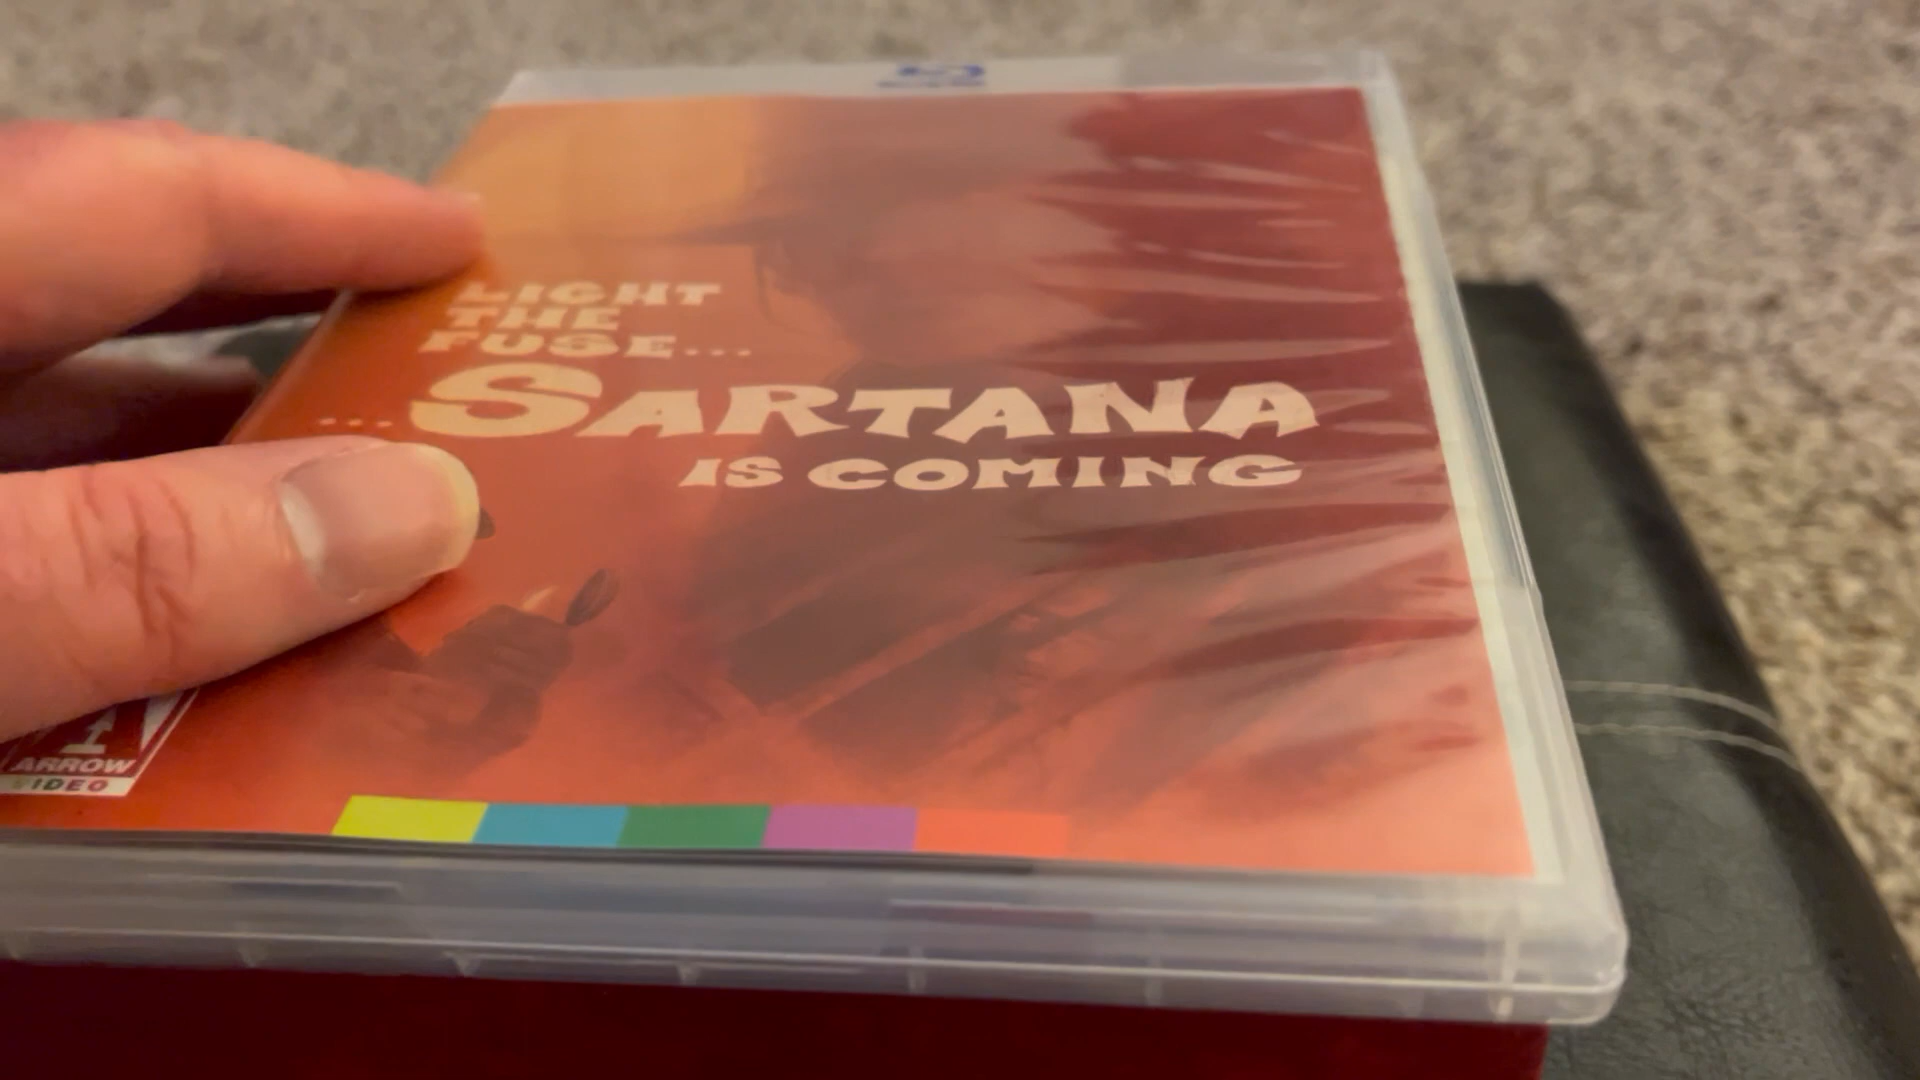 LIGHT
THE
FUSE...
...SARTANA
IS COMING
ARROW
VIDEO